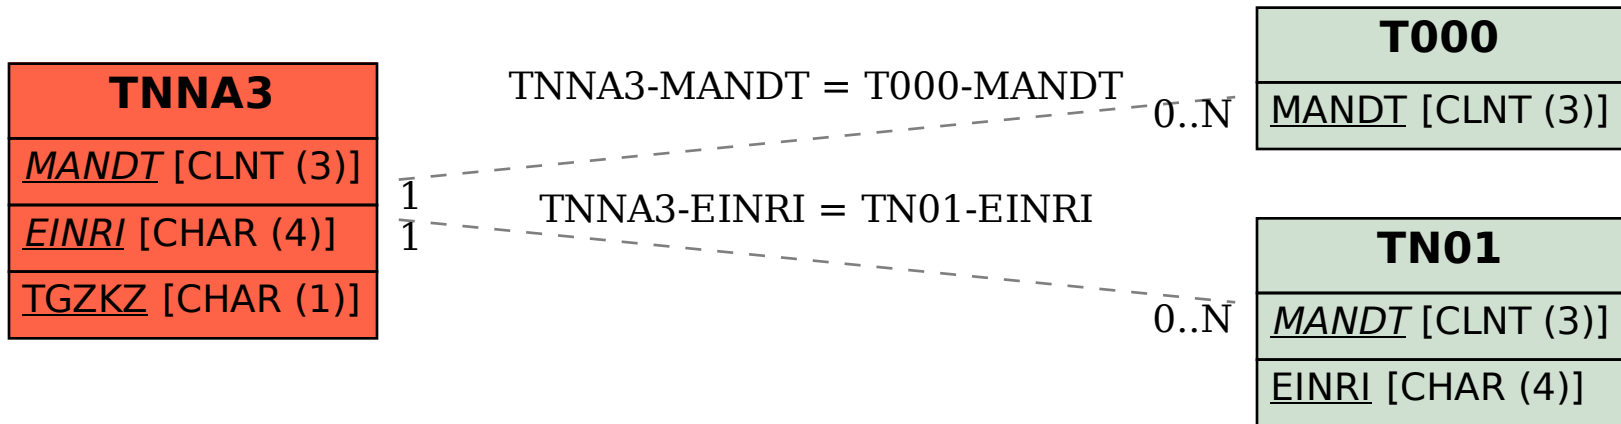 TNNA3
MANDT [CLNT (3)]
EINRI [CHAR (4)]
TGZKZ [CHAR (1)]
TNNA3-MANDT = T000-MANDT
1
0..N
TNNA3-EINRI = TN01-EINRI
1
0..N
T000
MANDT [CLNT (3)]
TN01
MANDT [CLNT (3)]
EINRI [CHAR (4)]